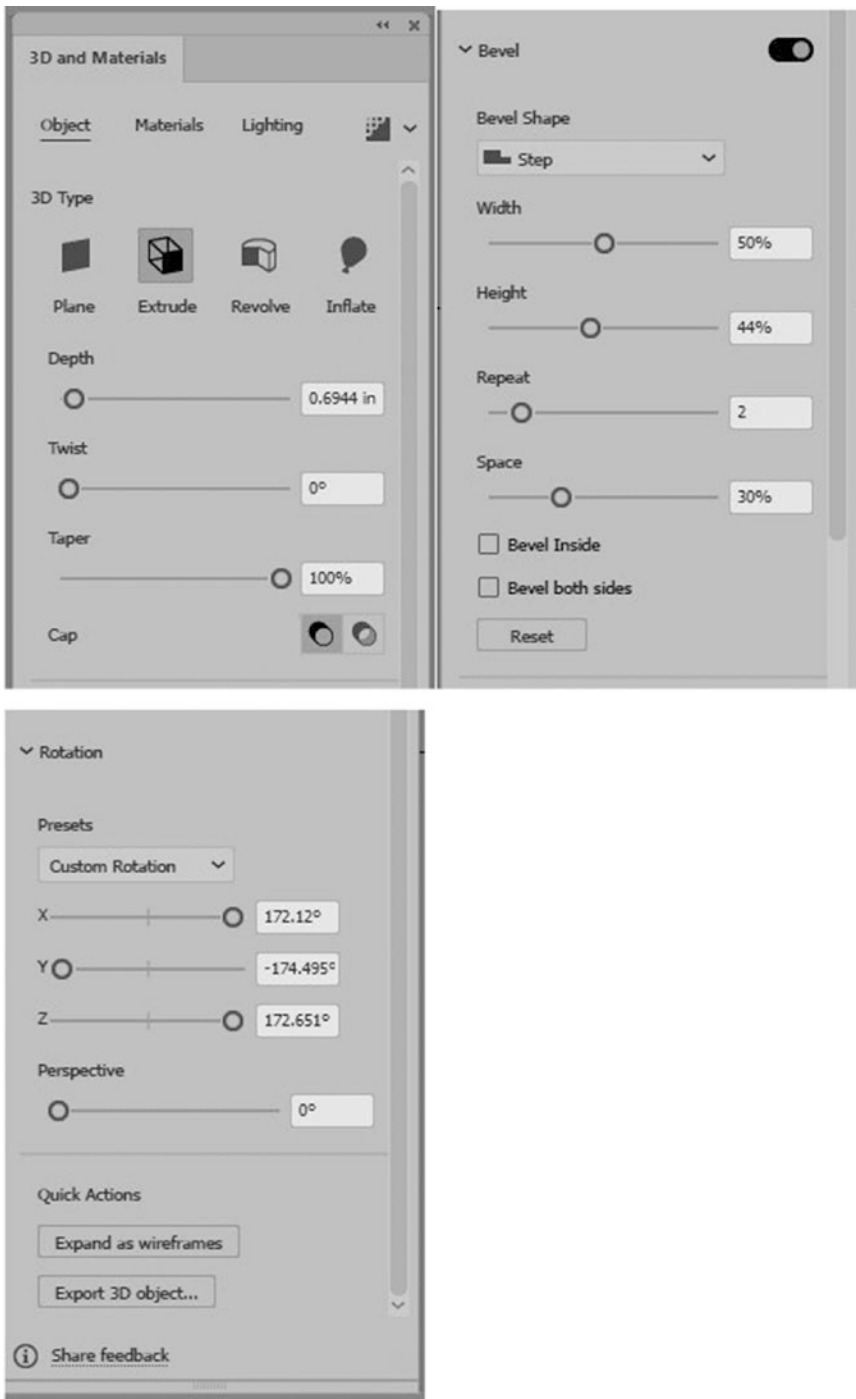 3D and Materials
Object Materials Lighting
3D Type
Plane Extrude Revolve Inflate
Depth
0.6944 in
Twist
0°
Taper
100%
Cap
Bevel
Bevel Shape
Step
Width
50%
Height
44%
Repeat
2
Space
30%
Bevel Inside
Bevel both sides
Reset
Rotation
Presets
Custom Rotation
X 172.12°
Y -174.495°
Z 172.651°
Perspective
0°
Quick Actions
Expand as wireframes
Export 3D object...
Share feedback